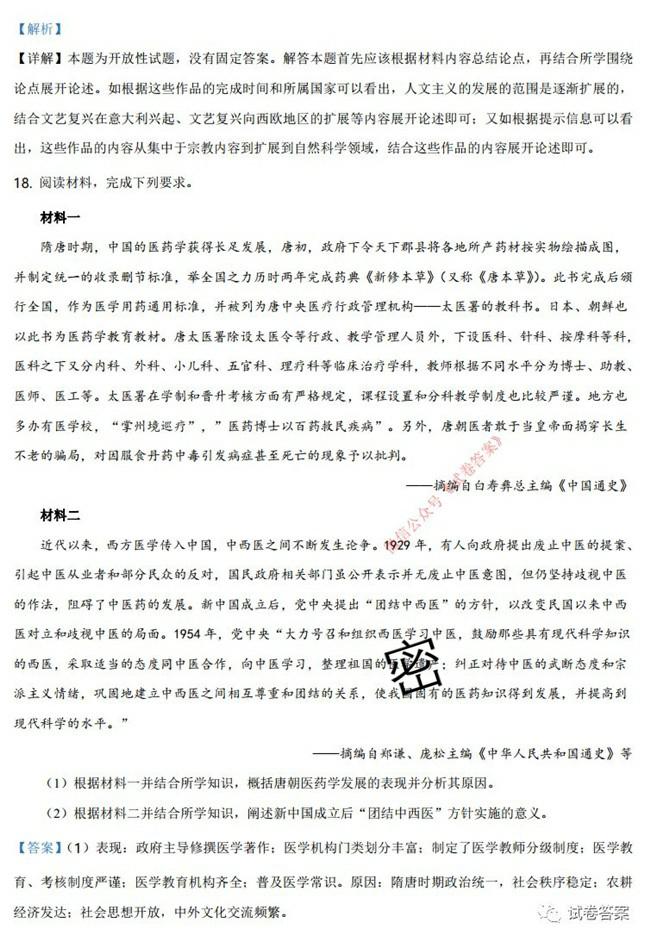 【解析】
【详解】本题为开放性试题，没有固定答案。解答本题首先应该根据材料内容总结论点，再结合所学围绕
论点展开论述。如根据这些作品的完成时间和所属国家可以看出，人文主义的发展的范围是逐渐扩展的，
结合文艺复兴在意大利兴起、文艺复兴向西欧地区的扩展等内容展开论述即可；又如根据提示信息可以看
出，这些作品的内容从集中于宗教内容到扩展到自然科学领域，结合这些作品的内容展开论述即可。
18. 阅读材料，完成下列要求。
材料一
隋唐时期，中国的医药学获得长足发展，唐初，政府下令天下郡县将各地所产药材按实物绘描成图，
并制定统一的收录删节标准，举全国之力历时两年完成药典《新修本草》（又称《唐本草》）。此书完成后颁
行全国，作为医学用药通用标准，并被列为唐中央医疗行政管理机构——太医署的教科书。日本、朝鲜也
以此书为医药学教育教材。唐太医署除设太医令等行政、教学管理人员外，下设医科、针科、按摩科等科，
医科之下又分内科、外科、小儿科、五官科、理疗科等临床治疗学科，教师根据不同水平分为博士、助教、
医师、医工等。太医署在学制和晋升考核方面有严格规定，课程设置和分科教学制度也比较严谨。地方也
多办有医学校，“掌州境巡疗”，”医药博士以百药救民疾病”。另外，唐朝医者敢于当皇帝面揭穿长生
不老的骗局，对因服食丹药中毒引发病症甚至死亡的现象予以批判。
——摘编自白寿彝总主编《中国通史》
微信公众号《试卷答案》
材料二
近代以来，西方医学传入中国，中西医之间不断发生论争。1929 年，有人向政府提出废止中医的提案、
引起中医从业者和部分民众的反对，国民政府相关部门虽公开表示并无废止中医意图，但仍坚持歧视中医
的作法，阻碍了中医药的发展。新中国成立后，党中央提出“团结中西医”的方针，以改变民国以来中西
医对立和歧视中医的局面。1954 年，党中央“大力号召和组织西医学习中医，鼓励那些具有现代科学知识
的西医，采取适当的态度同中医合作，向中医学习，整理祖国的医学遗产；纠正对待中医的武断态度和宗
派主义情绪，巩固地建立中西医之间相互尊重和团结的关系，使我国固有的医药知识得到发展，并提高到
现代科学的水平。”
密
——摘编自郑谦、庞松主编《中华人民共和国通史》等
（1）根据材料一并结合所学知识，概括唐朝医药学发展的表现并分析其原因。
（2）根据材料二并结合所学知识，阐述新中国成立后“团结中西医”方针实施的意义。
【答案】（1）表现：政府主导修撰医学著作；医学机构门类划分丰富；制定了医学教师分级制度；医学教
育、考核制度严谨；医学教育机构齐全；普及医学常识。原因：隋唐时期政治统一，社会秩序稳定；农耕
经济发达；社会思想开放，中外文化交流频繁。
试卷答案